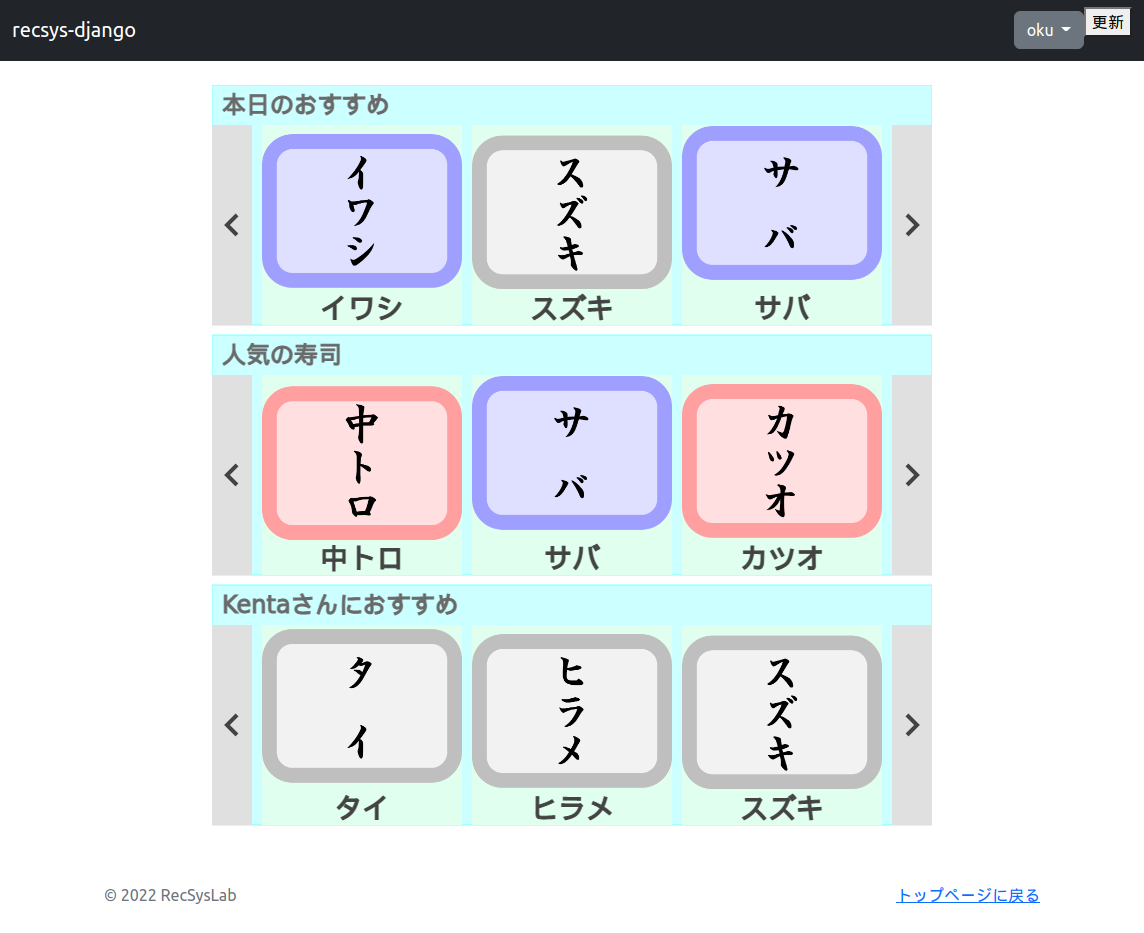 recsys-django
oku
更新
本日のおすすめ
イワシ
スズキ
サバ
イワシ
スズキ
サバ
人気の寿司
中トロ
サバ
カツオ
中トロ
サバ
カツオ
Kentaさんにおすすめ
タイ
ヒラメ
スズキ
タイ
ヒラメ
スズキ
© 2022 RecSysLab
トップページに戻る